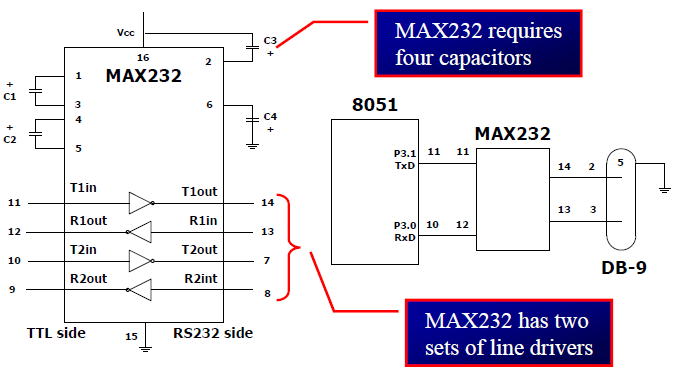 MAX232 requires
four capacitors
Vcc
C3
+
16
2
MAX232
1
+
C1
3
4
+
C2
5
6
C4
+
T1in
T1out
11
14
R1out
R1in
12
13
T2in
T2out
10
7
R2out
R2int
9
8
TTL side
15
RS232 side
8051
MAX232
P3.1
TxD
11
11
14
2
5
P3.0
RxD
10
12
13
3
DB-9
MAX232 has two
sets of line drivers